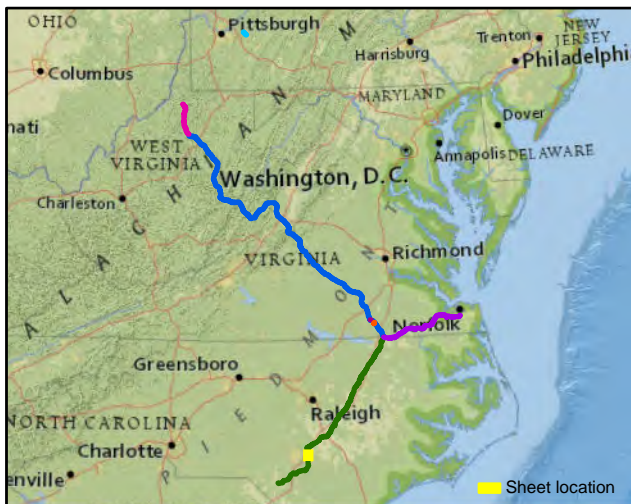 OHIO
Pittsburgh
Harrisburg
Trenton
NEW
JERSEY
Philadelphia
Columbus
MARYLAND
nati
WEST
VIRGINIA
Dover
Annapolis
DELAWARE
Washington, D.C.
Charleston
VIRGINIA
Richmond
Norfolk
Greensboro
Raleigh
NORTH CAROLINA
Charlotte
enville
A L A C H I A N M
P I E D M O N T
Sheet location